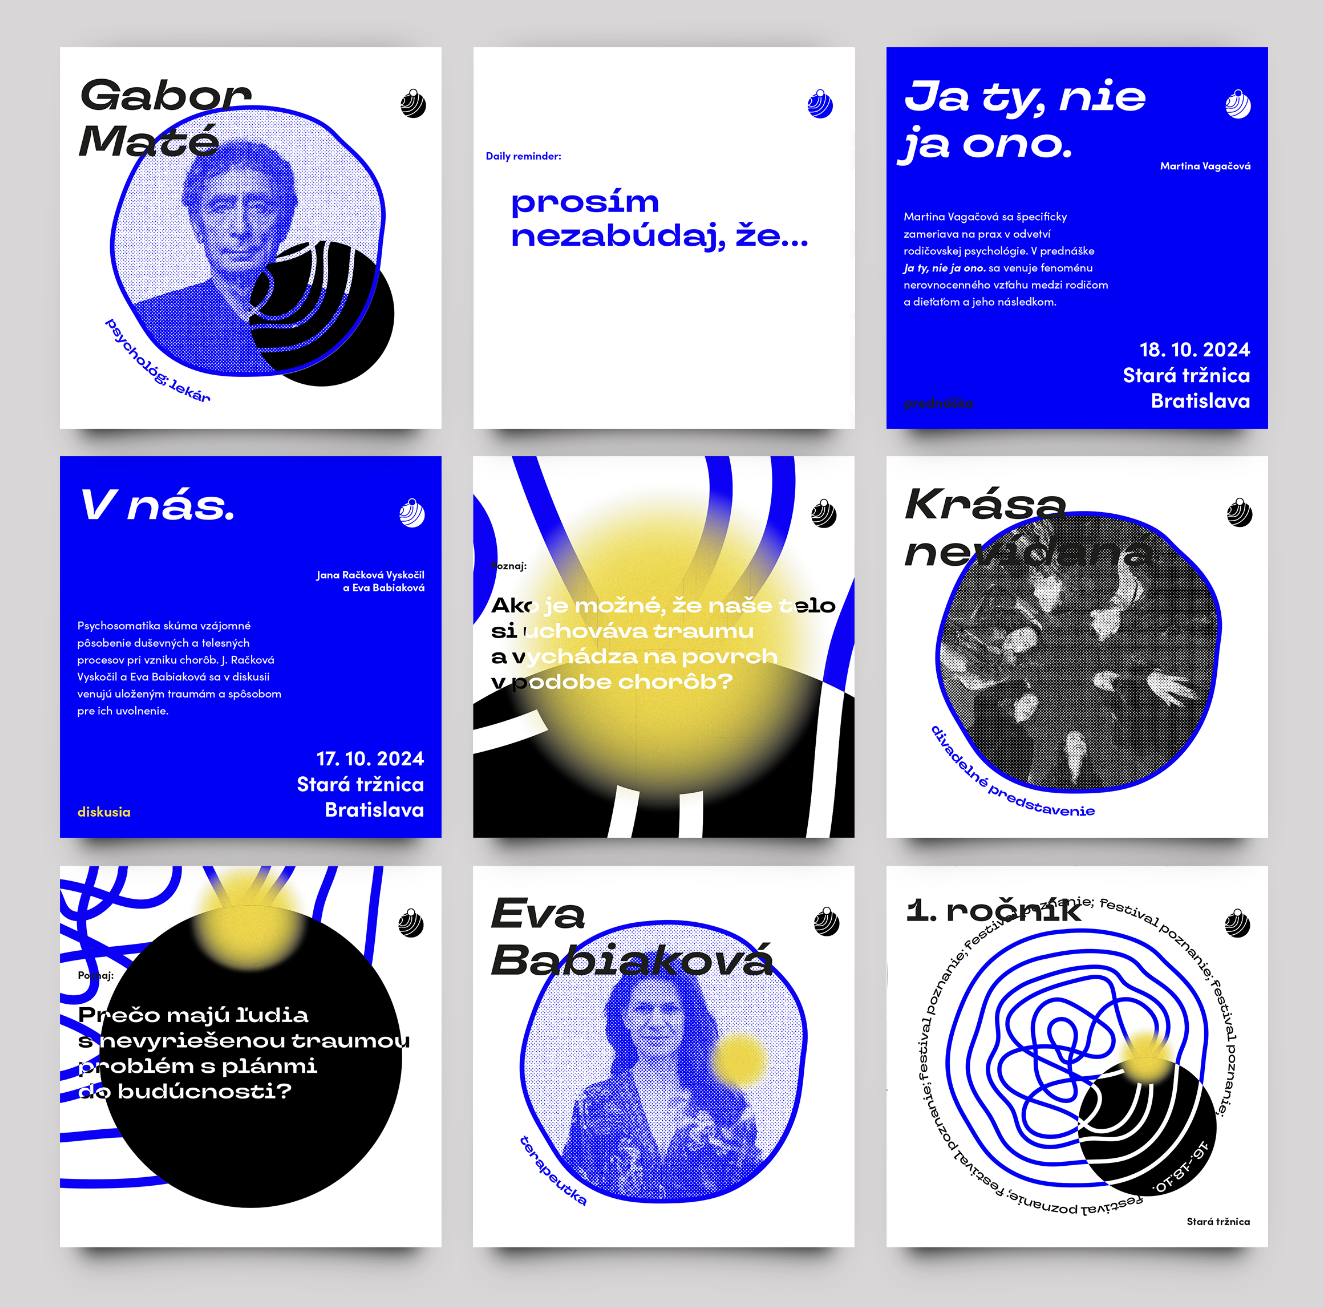 Gabor
Maté
psychológ; lekár
Daily reminder:
prosím
nezabúdaj, že...
Ja ty, nie
ja ono.
Martina Vagačová
Martina Vagačová sa špecificky
zameriava na prax v odvetví
rodičovskej psychológie. V prednáške
Ja ty, nie ja ono. sa venuje fenoménu
nerovnocenného vzťahu medzi rodičom
a dieťaťom a jeho následkom.
18. 10. 2024
Stará tržnica
Bratislava
prednáška
V nás.
Jana Račková Vyskočil
a Eva Babiaková
Psychosomatika skúma vzájomné
pôsobenie duševných a telesných
procesov pri vzniku chorôb. J. Račková
Vyskočil a Eva Babiaková sa v diskusii
venujú uloženým traumám a spôsobom
pre ich uvolnenie.
17. 10. 2024
Stará tržnica
Bratislava
diskusia
Poznaj:
Ako je možné, že naše telo
si uchováva traumu
a vychádza na povrch
v podobe chorôb?
Krása
nevídaná
divadelné predstavenie
Poznaj:
Prečo majú ľudia
s nevyriešenou traumou
problém s plánmi
do budúcnosti?
Eva
Babiaková
terapeutka
1. ročník
festival poznanie; festival poznanie; festival poznanie; festival poznanie; festival poznanie; festival poznanie;
16.-18.10.
Stará tržnica